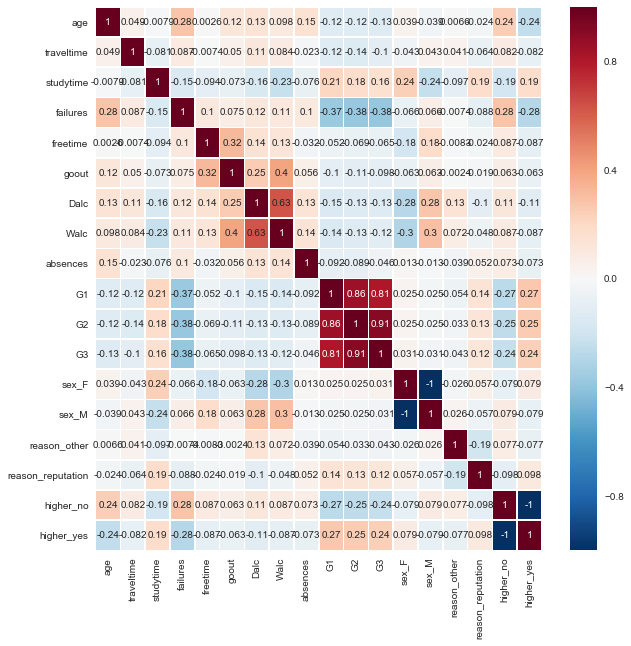 age 1 0.049 -0.0079 0.28 0.0026 0.12 0.13 0.098 0.15 -0.12 -0.12 -0.13 0.039 -0.039 0.0066 -0.024 0.24 -0.24
traveltime 0.049 1 -0.081 0.087 0.0074 0.05 0.11 0.084 -0.023 -0.12 -0.14 -0.1 -0.043 0.043 0.041 -0.064 0.082 -0.082
studytime -0.0079 -0.081 1 -0.15 -0.094 -0.073 -0.16 -0.23 -0.076 0.21 0.18 0.16 0.24 -0.24 -0.097 0.19 -0.19 0.19
failures 0.28 0.087 -0.15 1 0.1 0.075 0.12 0.11 0.1 -0.37 -0.38 -0.38 -0.066 0.066 -0.0074 -0.088 0.28 -0.28
freetime 0.0026 0.0074 -0.094 0.1 1 0.32 0.14 0.13 -0.032 -0.052 -0.069 -0.065 -0.18 0.18 -0.0083 -0.024 0.087 -0.087
goout 0.12 0.05 -0.073 0.075 0.32 1 0.25 0.4 0.056 -0.1 -0.11 -0.098 -0.063 0.063 0.0024 -0.019 0.063 -0.063
Dalc 0.13 0.11 -0.16 0.12 0.14 0.25 1 0.63 0.13 -0.15 -0.13 -0.13 -0.28 0.28 0.13 -0.1 0.11 -0.11
Walc 0.098 0.084 -0.23 0.11 0.13 0.4 0.63 1 0.14 -0.14 -0.13 -0.12 -0.3 0.3 0.072 -0.048 0.087 -0.087
absences 0.15 -0.023 -0.076 0.1 -0.032 0.056 0.13 0.14 1 -0.092 -0.089 -0.046 0.013 -0.013 -0.039 0.052 0.073 -0.073
G1 -0.12 -0.12 0.21 -0.37 -0.052 -0.1 -0.15 -0.14 -0.092 1 0.86 0.81 0.025 -0.025 -0.054 0.14 -0.27 0.27
G2 -0.12 -0.14 0.18 -0.38 -0.069 -0.11 -0.13 -0.13 -0.089 0.86 1 0.91 0.025 -0.025 -0.033 0.13 -0.25 0.25
G3 -0.13 -0.1 0.16 -0.38 -0.065 -0.098 -0.13 -0.12 -0.046 0.81 0.91 1 0.031 -0.031 -0.043 0.12 -0.24 0.24
sex_F 0.039 -0.043 0.24 -0.066 -0.18 -0.063 -0.28 -0.3 0.013 0.025 0.025 0.031 1 -1 -0.026 0.057 -0.079 0.079
sex_M -0.039 0.043 -0.24 0.066 0.18 0.063 0.28 0.3 -0.013 -0.025 -0.025 -0.031 -1 1 0.026 -0.057 0.079 -0.079
reason_other 0.0066 0.041 -0.097 -0.0074 -0.0083 0.0024 0.13 0.072 -0.039 -0.054 -0.033 -0.043 -0.026 0.026 1 -0.19 0.077 -0.077
reason_reputation -0.024 -0.064 0.19 -0.088 -0.024 -0.019 -0.1 -0.048 0.052 0.14 0.13 0.12 0.057 -0.057 -0.19 1 -0.098 0.098
higher_no 0.24 0.082 -0.19 0.28 0.087 0.063 0.11 0.087 0.073 -0.27 -0.25 -0.24 -0.079 0.079 0.077 -0.098 1 -1
higher_yes -0.24 -0.082 0.19 -0.28 -0.087 -0.063 -0.11 -0.087 -0.073 0.27 0.25 0.24 0.079 -0.079 -0.077 0.098 -1 1
age traveltime studytime failures freetime goout Dalc Walc absences G1 G2 G3 sex_F sex_M reason_other reason_reputation higher_no higher_yes
0.8
0.4
0.0
−0.4
−0.8